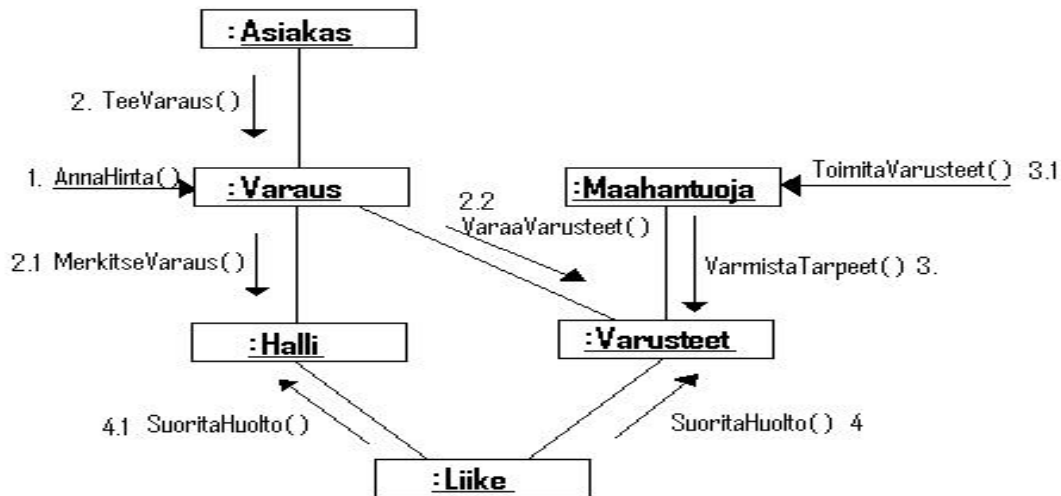 :Asiakas
2. TeeVaraus()
1. AnnaHinta()
:Varaus
:Maahantuoja
ToimitaVarusteet() 3.1
2.2
VaraaVarusteet()
2.1 MerkitseVaraus()
VarmistaTarpeet() 3.
:Halli
:Varusteet
4.1 SuoritaHuolto()
SuoritaHuolto() 4
:Liike